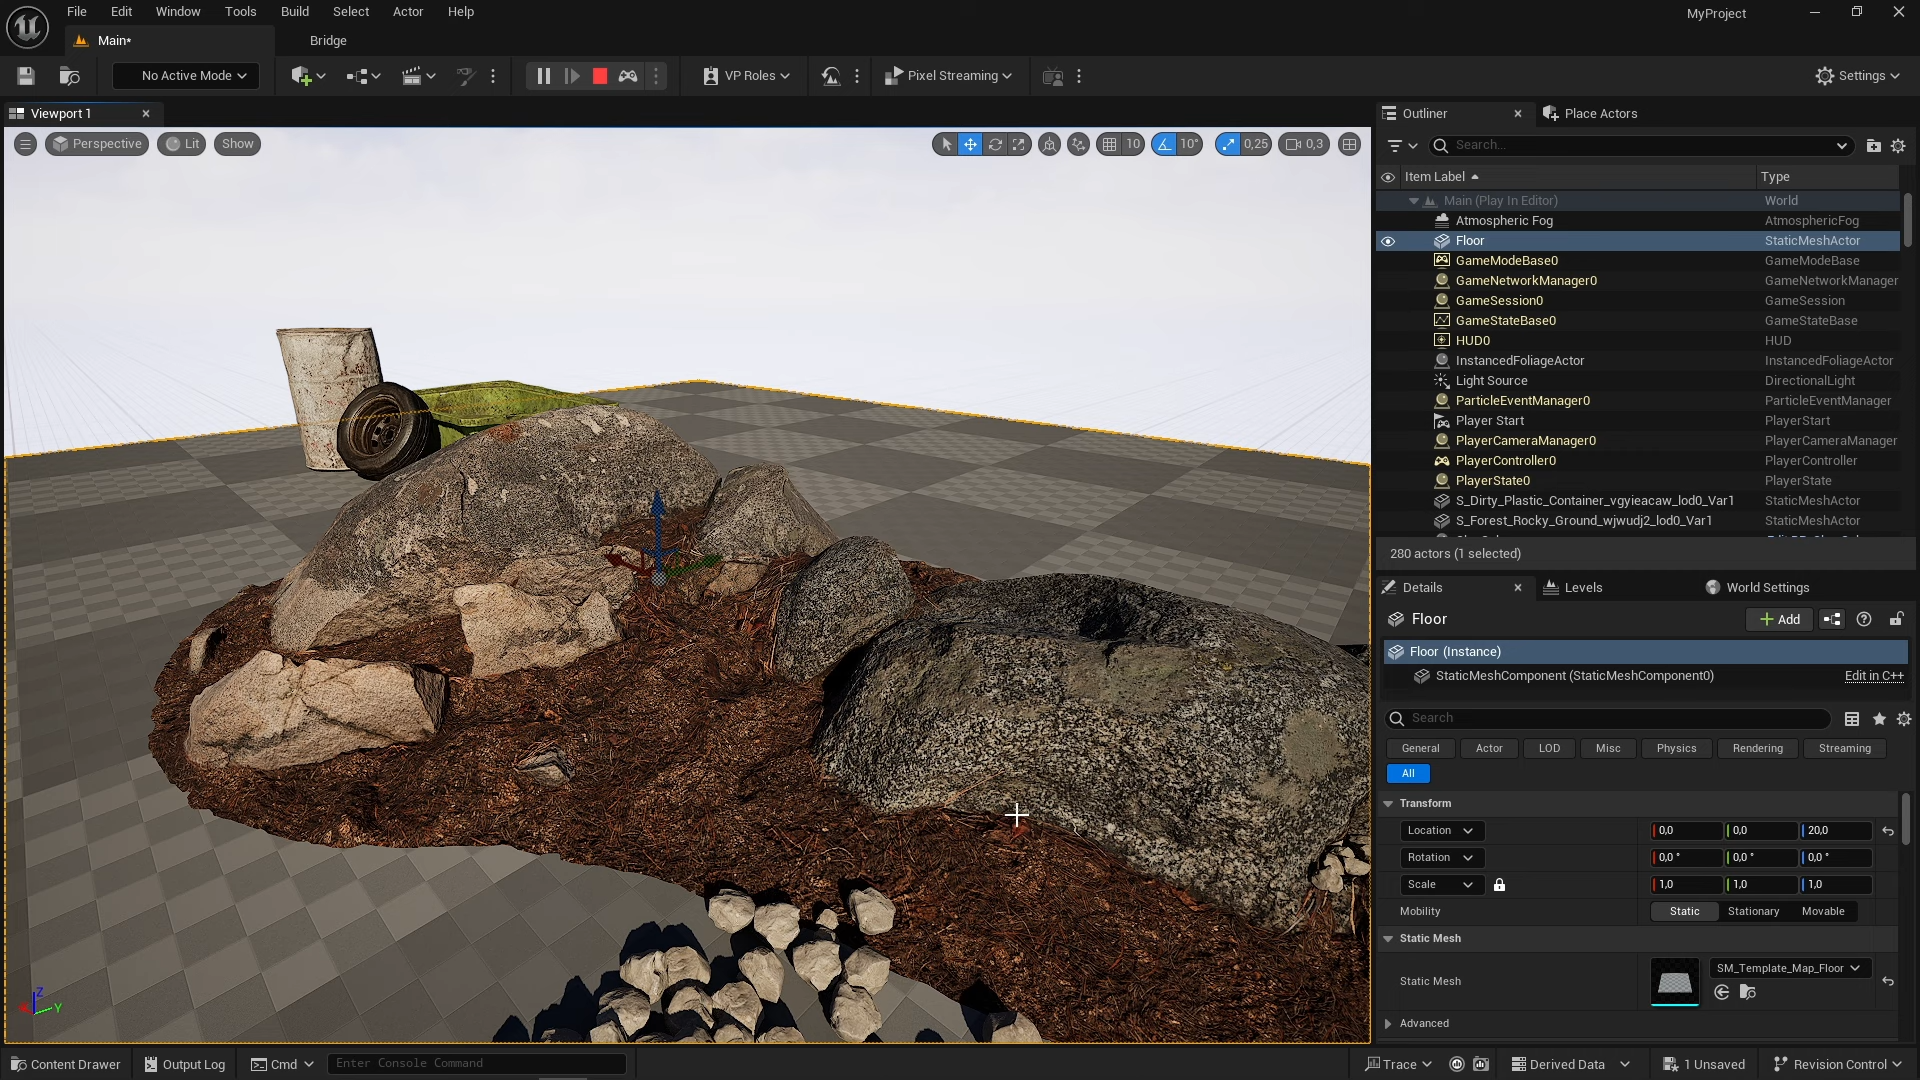 File Edit Window Tools Build Select Actor Help
MyProject
Main*
Bridge
No Active Mode
VP Roles
Pixel Streaming
Settings
Viewport 1
Perspective
Lit
Show
10
10°
0,25
0,3
Outliner
Place Actors
Search...
Item Label Type
Main (Play In Editor) World
Atmospheric Fog AtmosphericFog
Floor StaticMeshActor
GameModeBase0 GameModeBase
GameNetworkManager0 GameNetworkManager
GameSession0 GameSession
GameStateBase0 GameStateBase
HUD0 HUD
InstancedFoliageActor InstancedFoliageActor
Light Source DirectionalLight
ParticleEventManager0 ParticleEventManager
Player Start PlayerStart
PlayerCameraManager0 PlayerCameraManager
PlayerController0 PlayerController
PlayerState0 PlayerState
S_Dirty_Plastic_Container_vgyieacaw_lod0_Var1 StaticMeshActor
S_Forest_Rocky_Ground_wjwudj2_lod0_Var1 StaticMeshActor
280 actors (1 selected)
Details
Levels
World Settings
Floor
Add
Floor (Instance)
StaticMeshComponent (StaticMeshComponent0) Edit in C++
Search
General Actor LOD Misc Physics Rendering Streaming
All
Transform
Location 0,0 0,0 20,0
Rotation 0,0 ° 0,0 ° 0,0 °
Scale 1,0 1,0 1,0
Mobility Static Stationary Movable
Static Mesh
Static Mesh SM_Template_Map_Floor
Advanced
Z
Y
Content Drawer
Output Log
Cmd
Enter Console Command
Trace
Derived Data
1 Unsaved
Revision Control